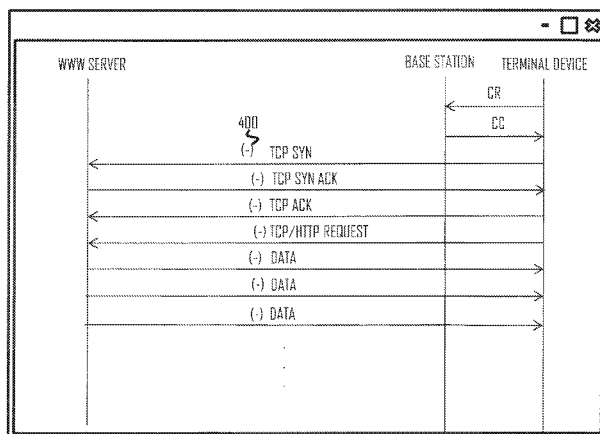 WWW SERVER BASE STATION TERMINAL DEVICE
CR
CC
400
(-) TCP SYN
(-) TCP SYN ACK
(-) TCP ACK
(-) TCP/HTTP REQUEST
(-) DATA
(-) DATA
(-) DATA